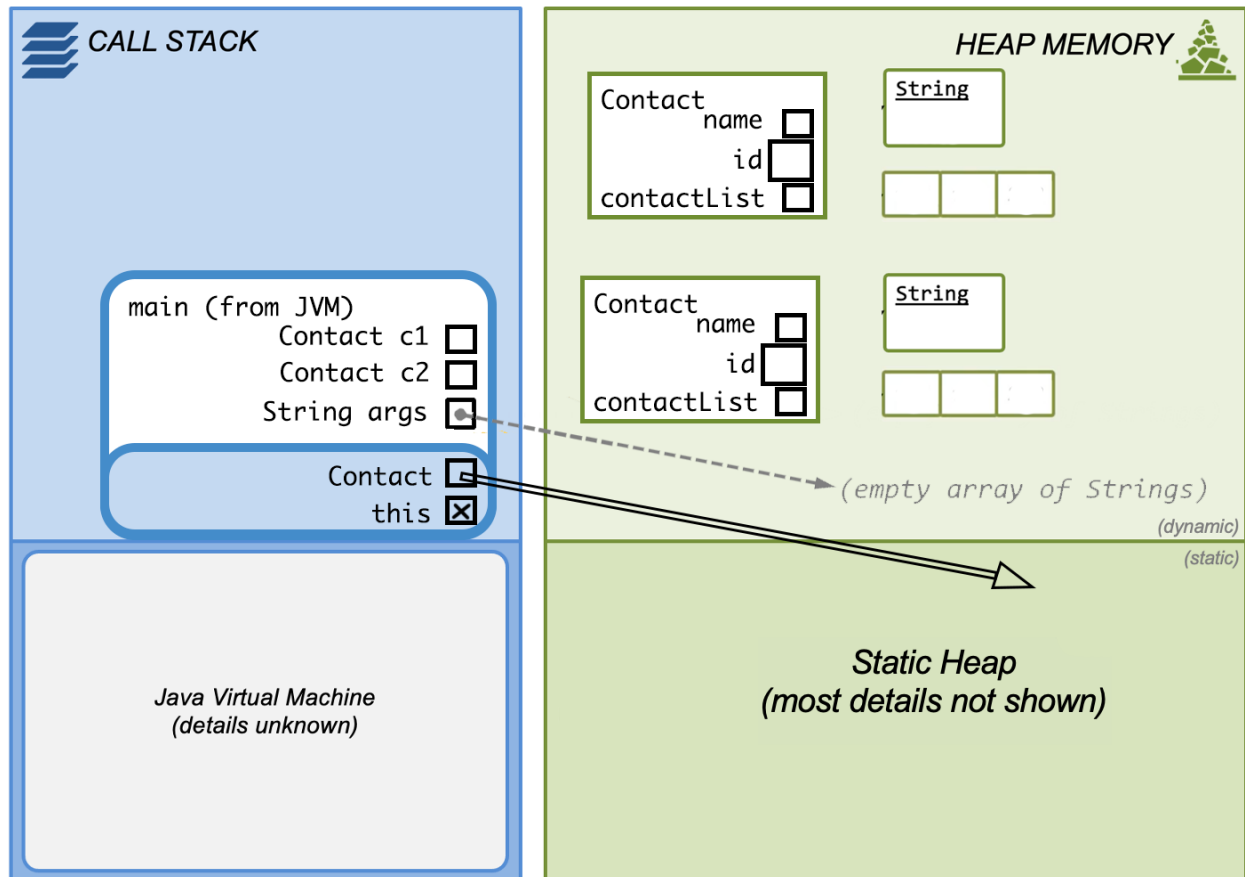 CALL STACK
main (from JVM)
Contact c1
Contact c2
String args
Contact
this
Java Virtual Machine
(details unknown)
HEAP MEMORY
Contact
name
id
contactList
String
Contact
name
id
contactList
String
(empty array of Strings)
(dynamic)
(static)
Static Heap
(most details not shown)